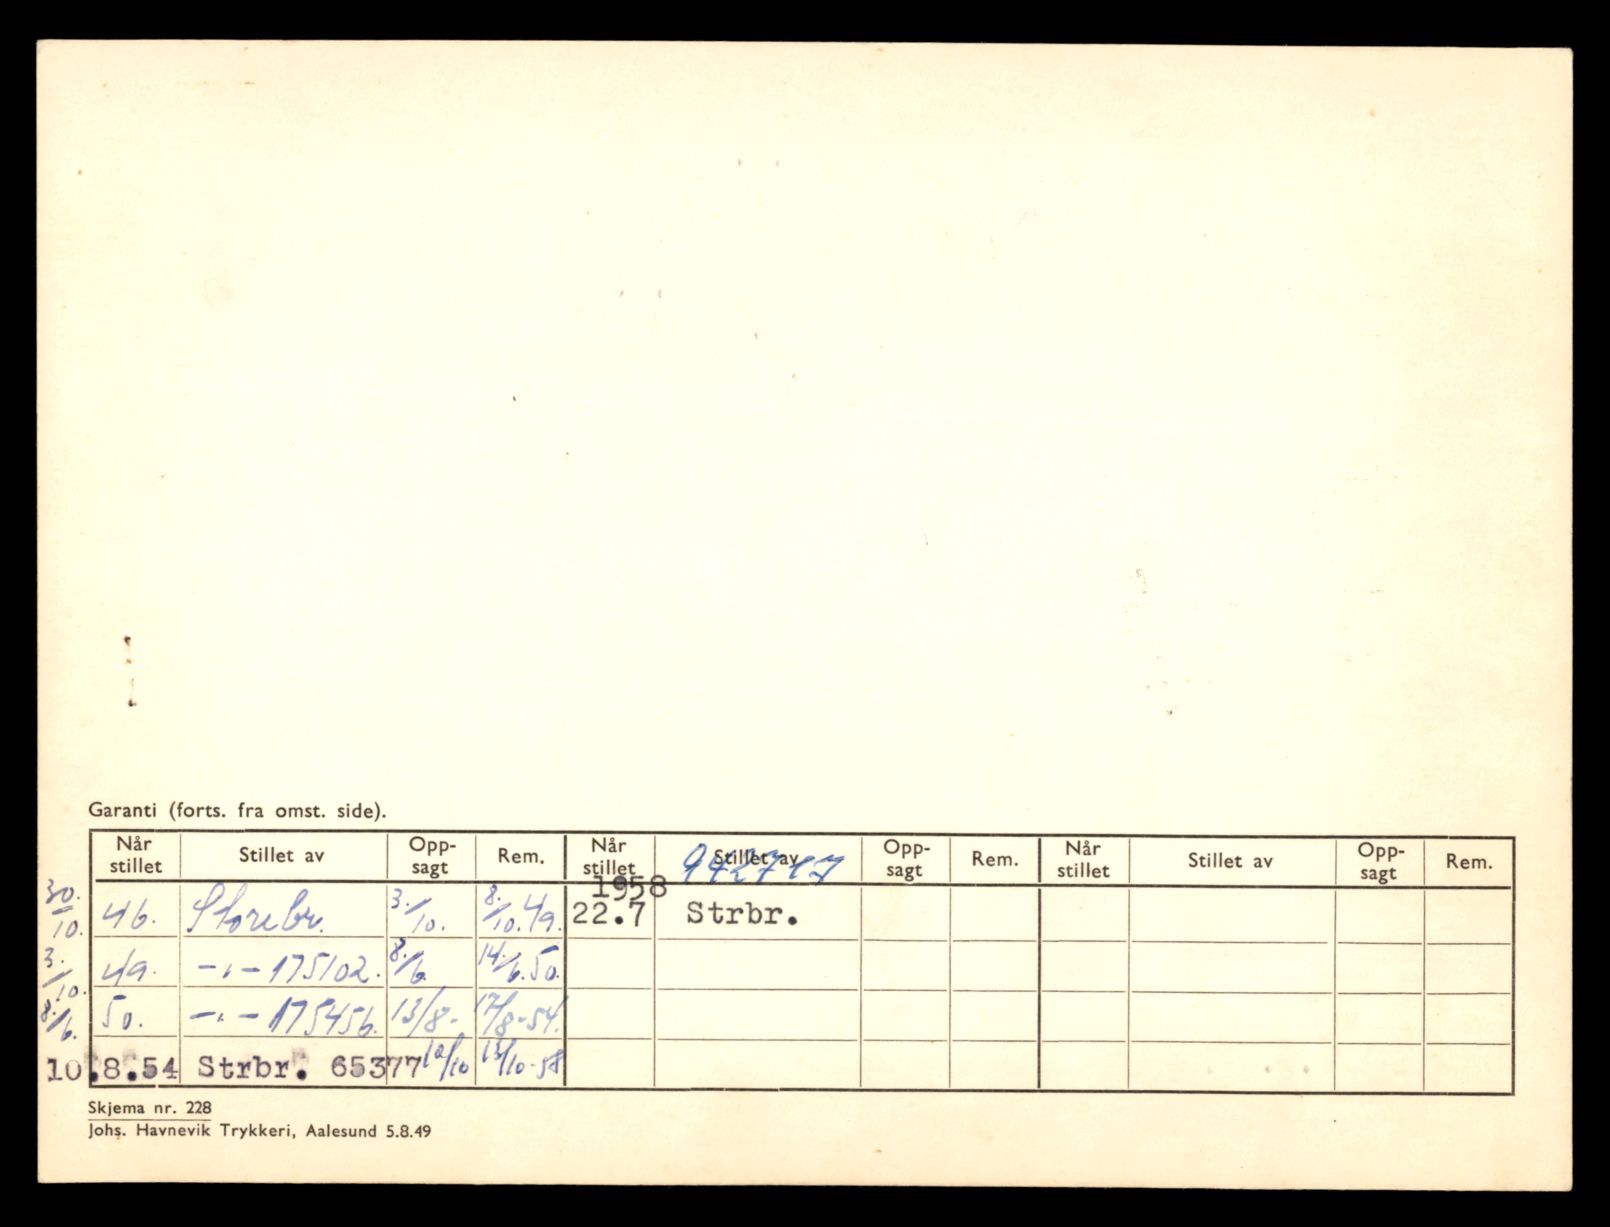 Garanti (forts. fra omst. side).
Når stillet Stillet av Opp-sagt Rem. Når stillet Stillet av Opp-sagt Rem. Når stillet Stillet av Opp-sagt Rem.
942717
1958
30./10. 46. Storebr. 3./10. 8./10.49. 22.7 Strbr.
3./10. 49. -"- 175102. 8./6. 14./6.50.
8./6. 50. -"- 175456. 13/8- 17/8-54.
10.8.54 Strbr. 65377 10/10 13/10-58
Skjema nr. 228
Johs. Havnevik Trykkeri, Aalesund 5.8.49